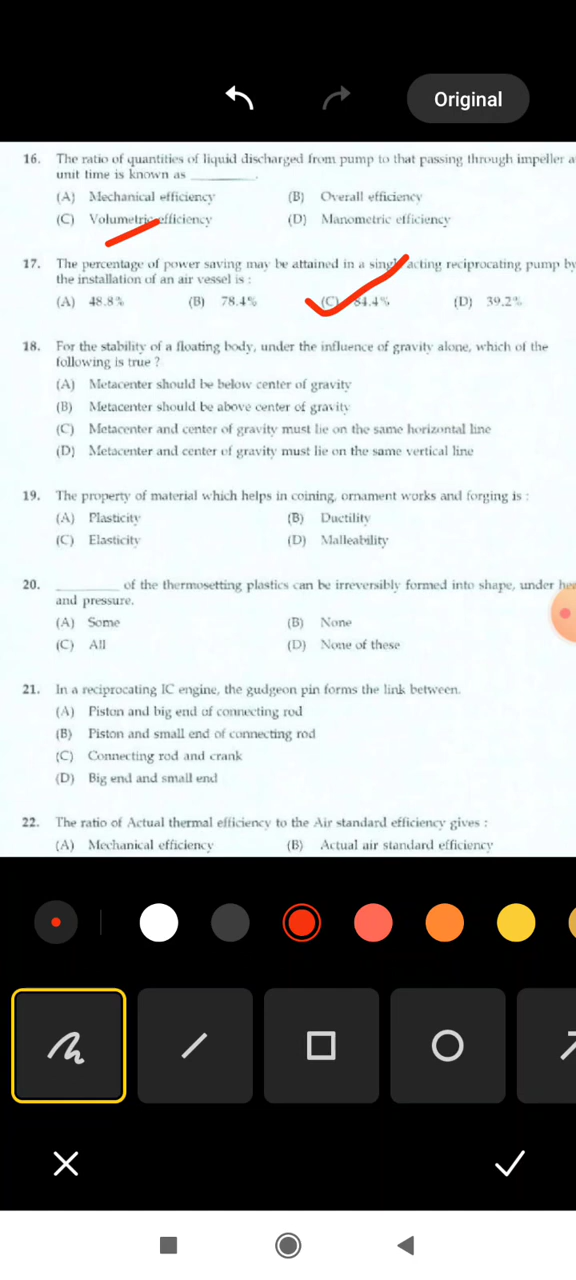 Original
16. The ratio of quantities of liquid discharged from pump to that passing through impeller
unit time is known as ________.
(A) Mechanical efficiency (B) Overall efficiency
(C) Volumetric efficiency (D) Manometric efficiency
17. The percentage of power saving may be attained in a single acting reciprocating pump by
the installation of an air vessel is :
(A) 48.8% (B) 78.4% (C) 84.4% (D) 39.2%
18. For the stability of a floating body, under the influence of gravity alone, which of the
following is true ?
(A) Metacenter should be below center of gravity
(B) Metacenter should be above center of gravity
(C) Metacenter and center of gravity must lie on the same horizontal line
(D) Metacenter and center of gravity must lie on the same vertical line
19. The property of material which helps in coining, ornament works and forging is :
(A) Plasticity (B) Ductility
(C) Elasticity (D) Malleability
20. ________ of the thermosetting plastics can be irreversibly formed into shape, under
and pressure.
(A) Some (B) None
(C) All (D) None of these
21. In a reciprocating IC engine, the gudgeon pin forms the link between.
(A) Piston and big end of connecting rod
(B) Piston and small end of connecting rod
(C) Connecting rod and crank
(D) Big end and small end
22. The ratio of Actual thermal efficiency to the Air standard efficiency gives :
(A) Mechanical efficiency (B) Actual air standard efficiency